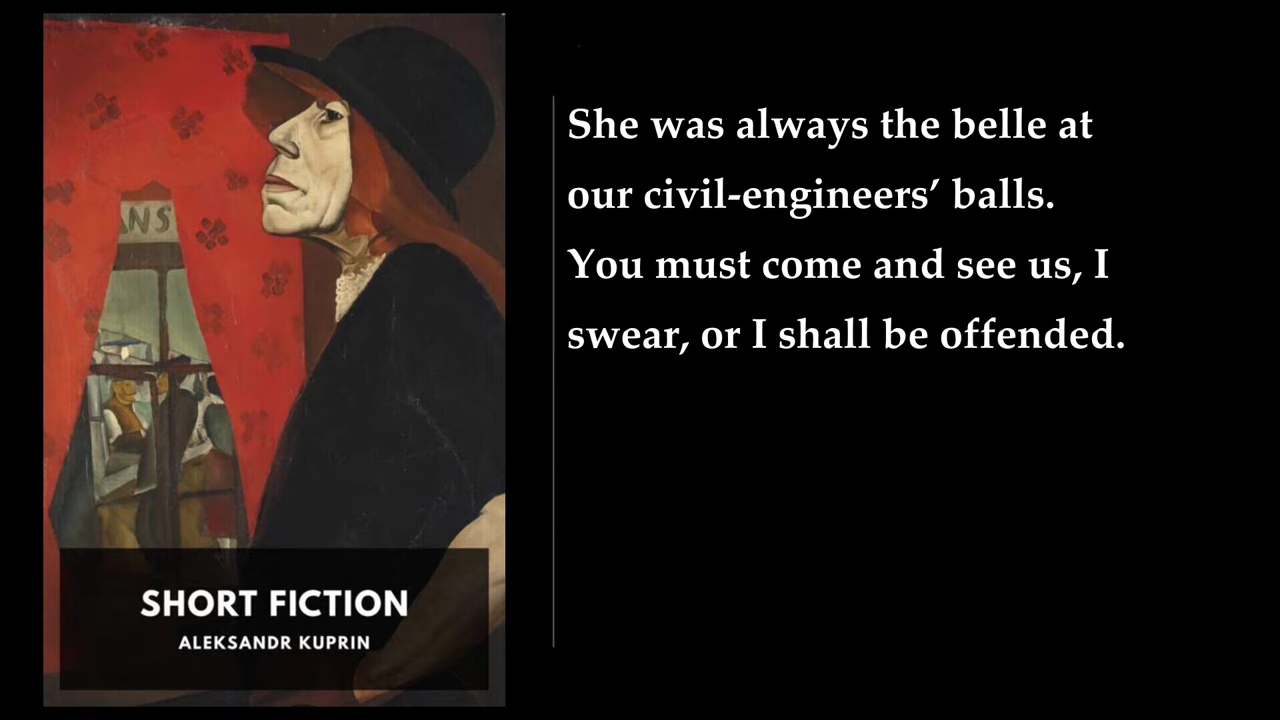 ANS
SHORT FICTION
ALEKSANDR KUPRIN
She was always the belle at
our civil-engineers’ balls.
You must come and see us, I
swear, or I shall be offended.